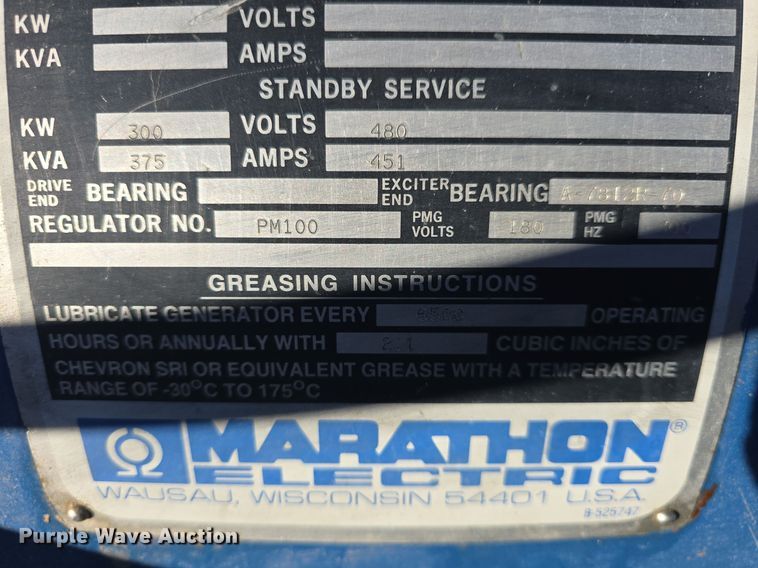 KW VOLTS
KVA AMPS
STANDBY SERVICE
KW 300 VOLTS 480
KVA 375 AMPS 451
DRIVE END BEARING EXCITER END BEARING
REGULATOR NO. PM100 PMG VOLTS 180 PMG HZ
GREASING INSTRUCTIONS
LUBRICATE GENERATOR EVERY OPERATING
HOURS OR ANNUALLY WITH CUBIC INCHES OF
CHEVRON SRI OR EQUIVALENT GREASE WITH A TEMPERATURE
RANGE OF -30°C TO 175°C
MARATHON®
ELECTRIC
WAUSAU, WISCONSIN 54401 U.S.A.
B-525747
Purple Wave Auction